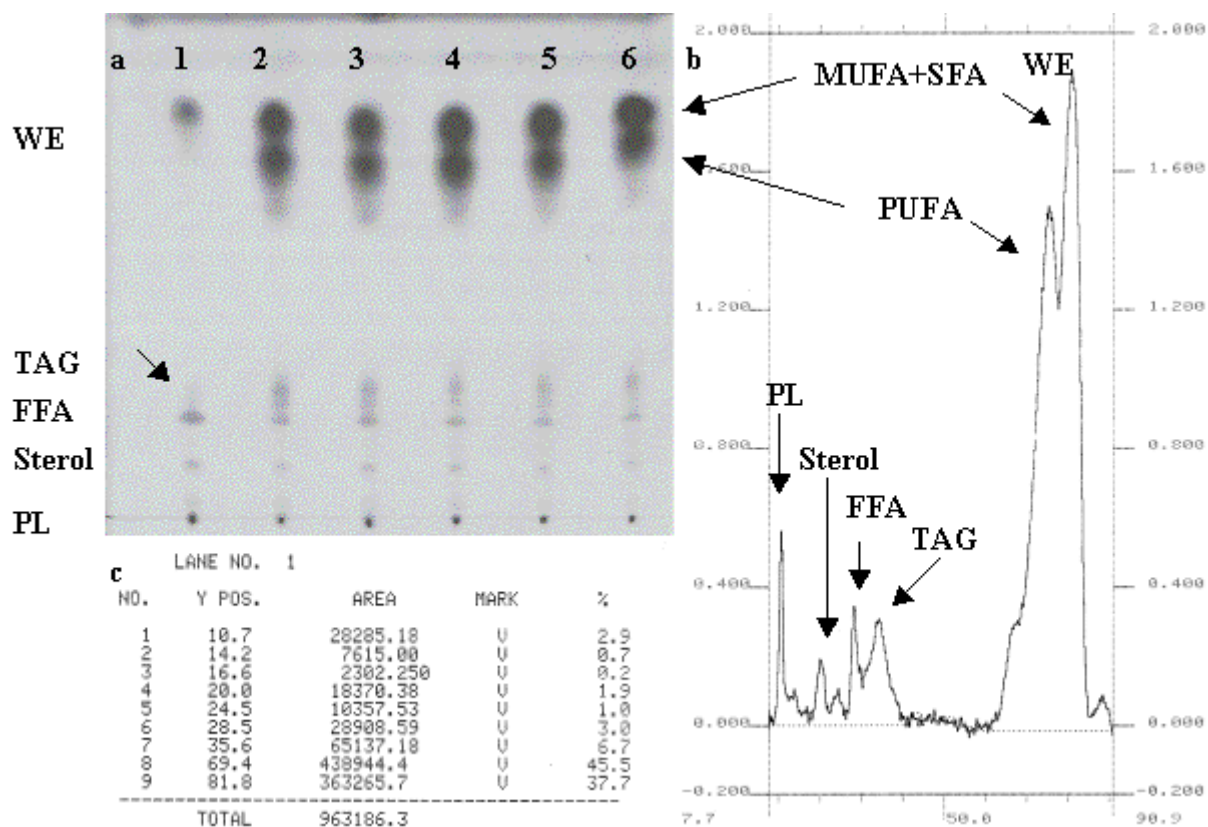 a 1 2 3 4 5 6
WE
TAG
FFA
Sterol
PL
b
2.000 2.000
WE
MUFA+SFA
1.600 1.600
PUFA
1.200 1.200
PL
0.800 0.800
Sterol
FFA
TAG
0.400 0.400
0.000 0.000
-0.200 -0.200
7.7 50.0 90.9
c
LANE NO. 1
NO. Y POS. AREA MARK %
1 10.7 28285.18 V 2.9
2 14.2 7615.00 V 0.7
3 16.6 2302.250 V 0.2
4 20.0 18370.38 V 1.9
5 24.5 10357.53 V 1.0
6 28.5 28908.59 V 3.0
7 35.6 65137.18 V 6.7
8 69.4 438944.4 V 45.5
9 81.8 363265.7 V 37.7
TOTAL 963186.3